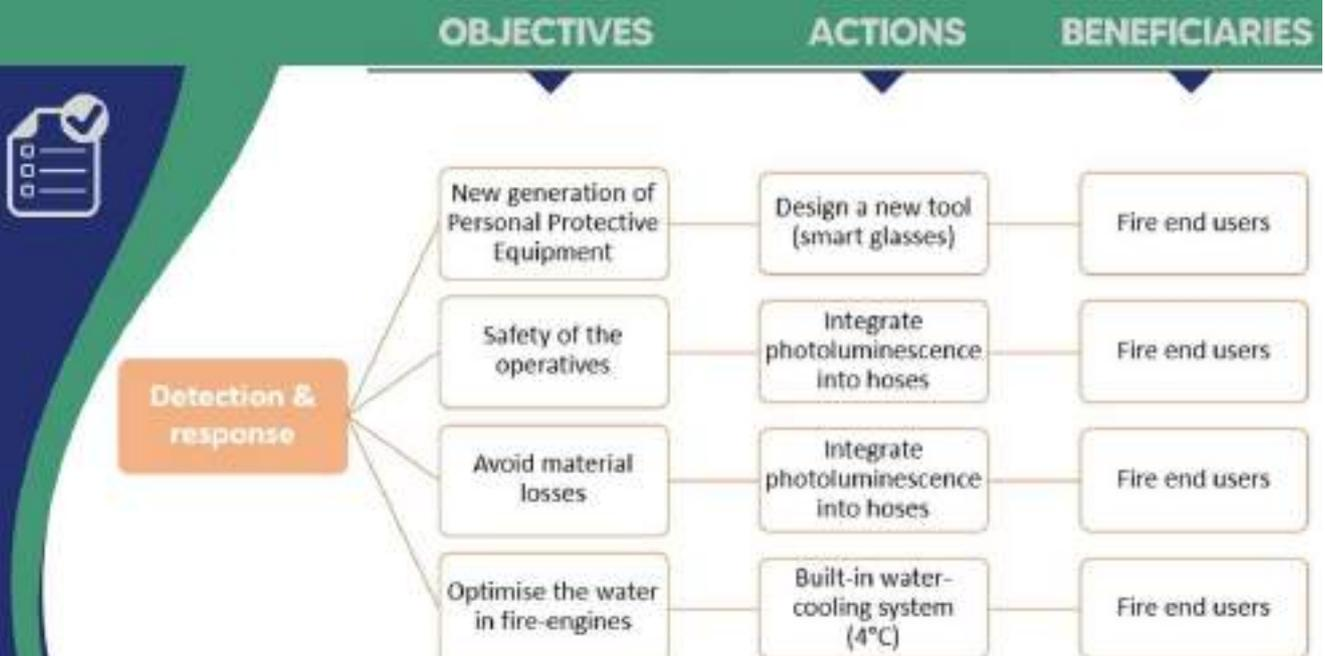 OBJECTIVES ACTIONS BENEFICIARIES
New generation of
Personal Protective
Equipment
Design a new tool
(smart glasses)
Fire end users
Safety of the
operatives
Integrate
photoluminescence
into hoses
Fire end users
Detection &
response
Avoid material
losses
Integrate
photoluminescence
into hoses
Fire end users
Optimise the water
in fire-engines
Built-in water-
cooling system
(4°C)
Fire end users